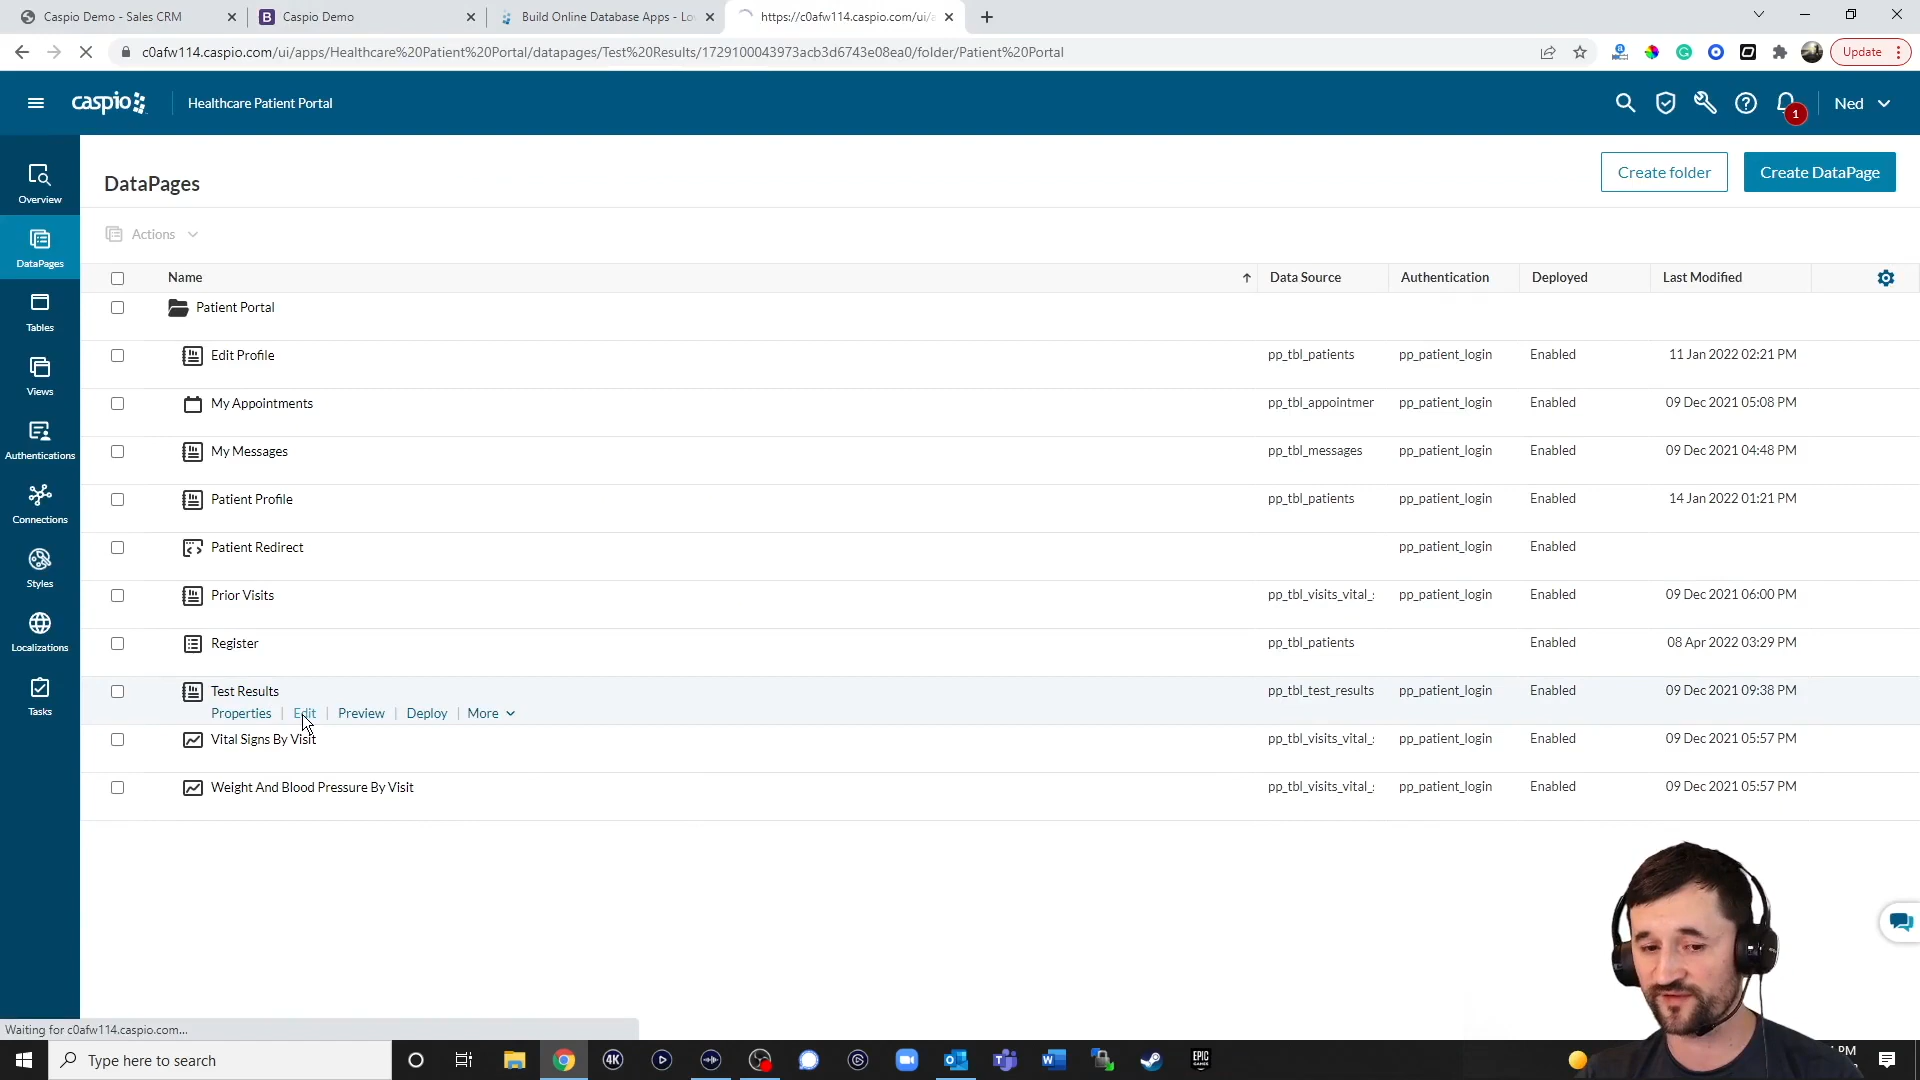 Caspio Demo - Sales CRM
Caspio Demo
Build Online Database Apps - Lo
https://c0afw114.caspio.com/ui/a
c0afw114.caspio.com/ui/apps/Healthcare%20Patient%20Portal/datapages/Test%20Results/1729100043973acb3d6743e08ea0/folder/Patient%20Portal
Update
caspio
Healthcare Patient Portal
1
Ned
Overview
DataPages
Tables
Views
Authentications
Connections
Styles
Localizations
Tasks
DataPages
Create folder
Create DataPage
Actions
Name Data Source Authentication Deployed Last Modified
Patient Portal
Edit Profile pp_tbl_patients pp_patient_login Enabled 11 Jan 2022 02:21 PM
My Appointments pp_tbl_appointmer pp_patient_login Enabled 09 Dec 2021 05:08 PM
My Messages pp_tbl_messages pp_patient_login Enabled 09 Dec 2021 04:48 PM
Patient Profile pp_tbl_patients pp_patient_login Enabled 14 Jan 2022 01:21 PM
Patient Redirect pp_patient_login Enabled
Prior Visits pp_tbl_visits_vital_ pp_patient_login Enabled 09 Dec 2021 06:00 PM
Register pp_tbl_patients Enabled 08 Apr 2022 03:29 PM
Test Results pp_tbl_test_results pp_patient_login Enabled 09 Dec 2021 09:38 PM
Properties | Edit | Preview | Deploy | More
Vital Signs By Visit pp_tbl_visits_vital_ pp_patient_login Enabled 09 Dec 2021 05:57 PM
Weight And Blood Pressure By Visit pp_tbl_visits_vital_ pp_patient_login Enabled 09 Dec 2021 05:57 PM
Waiting for c0afw114.caspio.com...
Type here to search
4K
EPIC
GAMES
PM